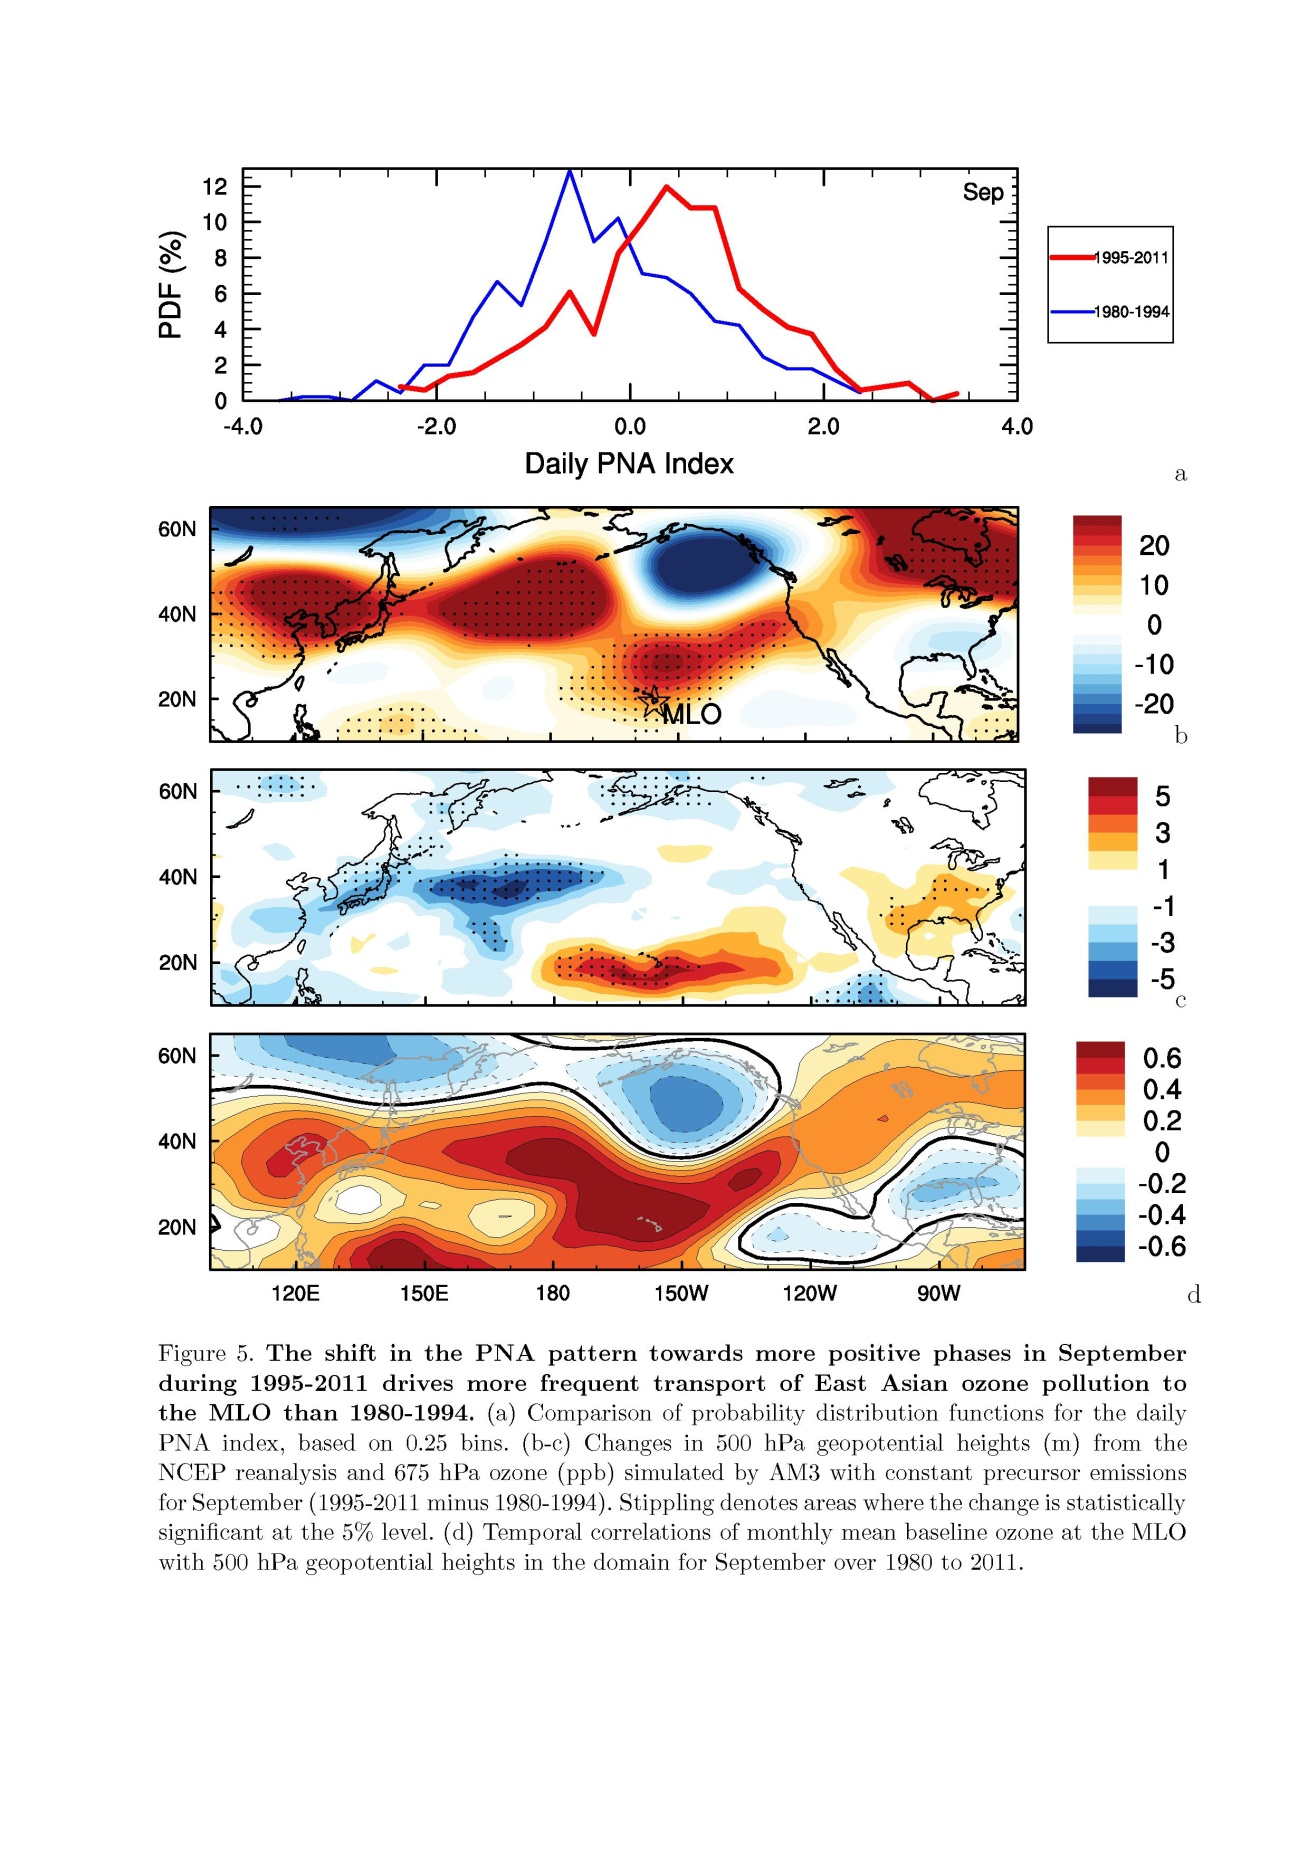 Sep
PDF (%)
12
10
8
6
4
2
0
-4.0 -2.0 0.0 2.0 4.0
Daily PNA Index
1995-2011
1980-1994
a
60N
40N
20N
MLO
20
10
0
-10
-20
b
60N
40N
20N
5
3
1
-1
-3
-5
c
60N
40N
20N
120E 150E 180 150W 120W 90W
0.6
0.4
0.2
0
-0.2
-0.4
-0.6
d
Figure 5. The shift in the PNA pattern towards more positive phases in September
during 1995-2011 drives more frequent transport of East Asian ozone pollution to
the MLO than 1980-1994. (a) Comparison of probability distribution functions for the daily
PNA index, based on 0.25 bins. (b-c) Changes in 500 hPa geopotential heights (m) from the
NCEP reanalysis and 675 hPa ozone (ppb) simulated by AM3 with constant precursor emissions
for September (1995-2011 minus 1980-1994). Stippling denotes areas where the change is statistically
significant at the 5% level. (d) Temporal correlations of monthly mean baseline ozone at the MLO
with 500 hPa geopotential heights in the domain for September over 1980 to 2011.